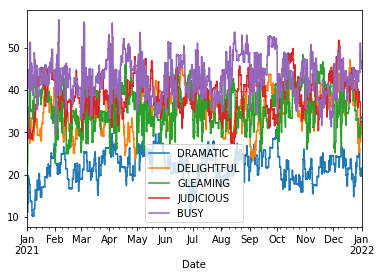 50
40
30
20
10
Jan Feb Mar Apr May Jun Jul Aug Sep Oct Nov Dec Jan
2021 2022
Date
DRAMATIC
DELIGHTFUL
GLEAMING
JUDICIOUS
BUSY